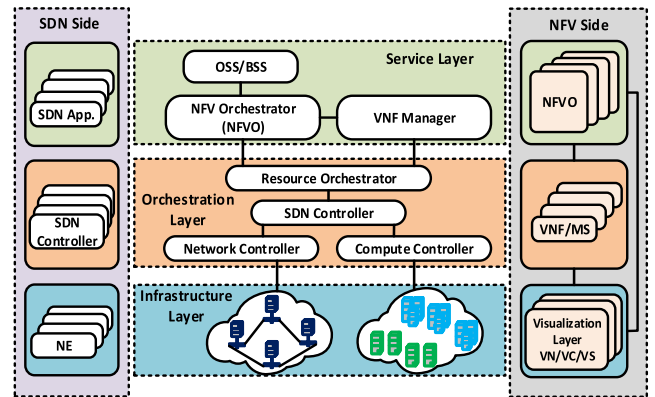 SDN Side
SDN App.
SDN
Controller
NE
OSS/BSS
Service Layer
NFV Orchestrator
(NFVO)
VNF Manager
Resource Orchestrator
Orchestration
Layer
SDN Controller
Network Controller
Compute Controller
Infrastructure
Layer
NFV Side
NFVO
VNF/MS
Visualization
Layer
VN/VC/VS